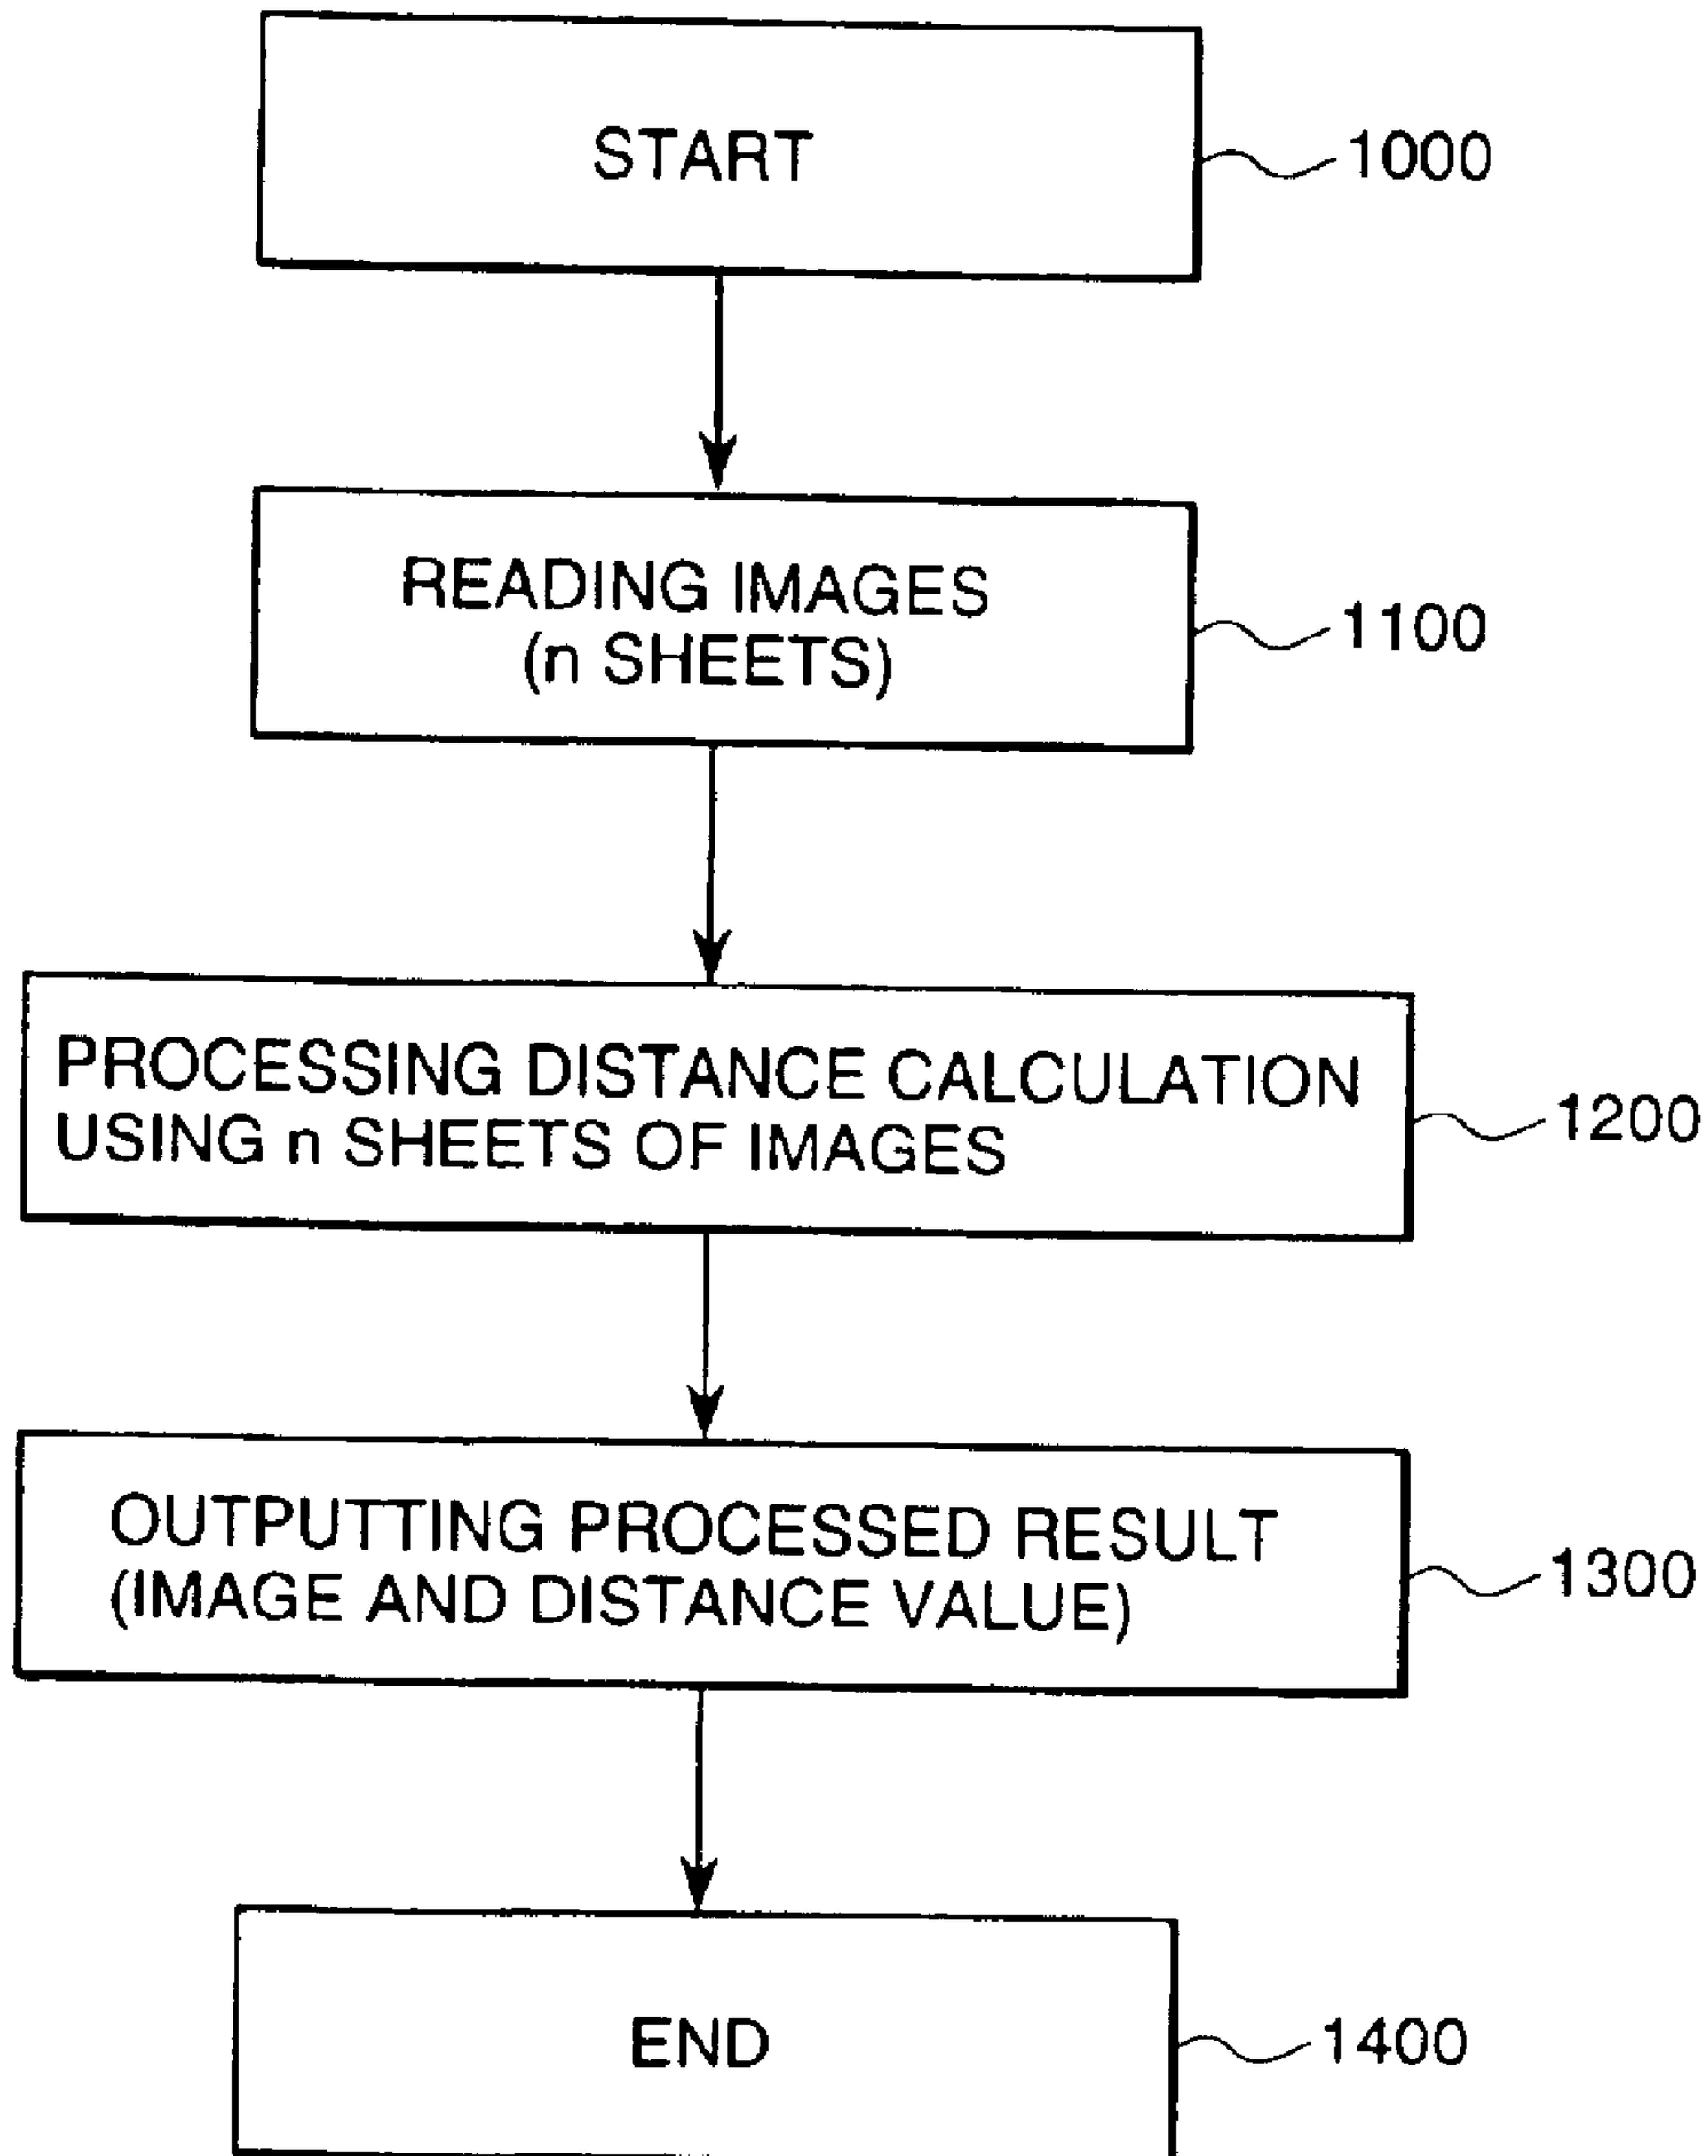 START
1000
READING IMAGES
(n SHEETS)
1100
PROCESSING DISTANCE CALCULATION
USING n SHEETS OF IMAGES
1200
OUTPUTTING PROCESSED RESULT
(IMAGE AND DISTANCE VALUE)
1300
END
1400